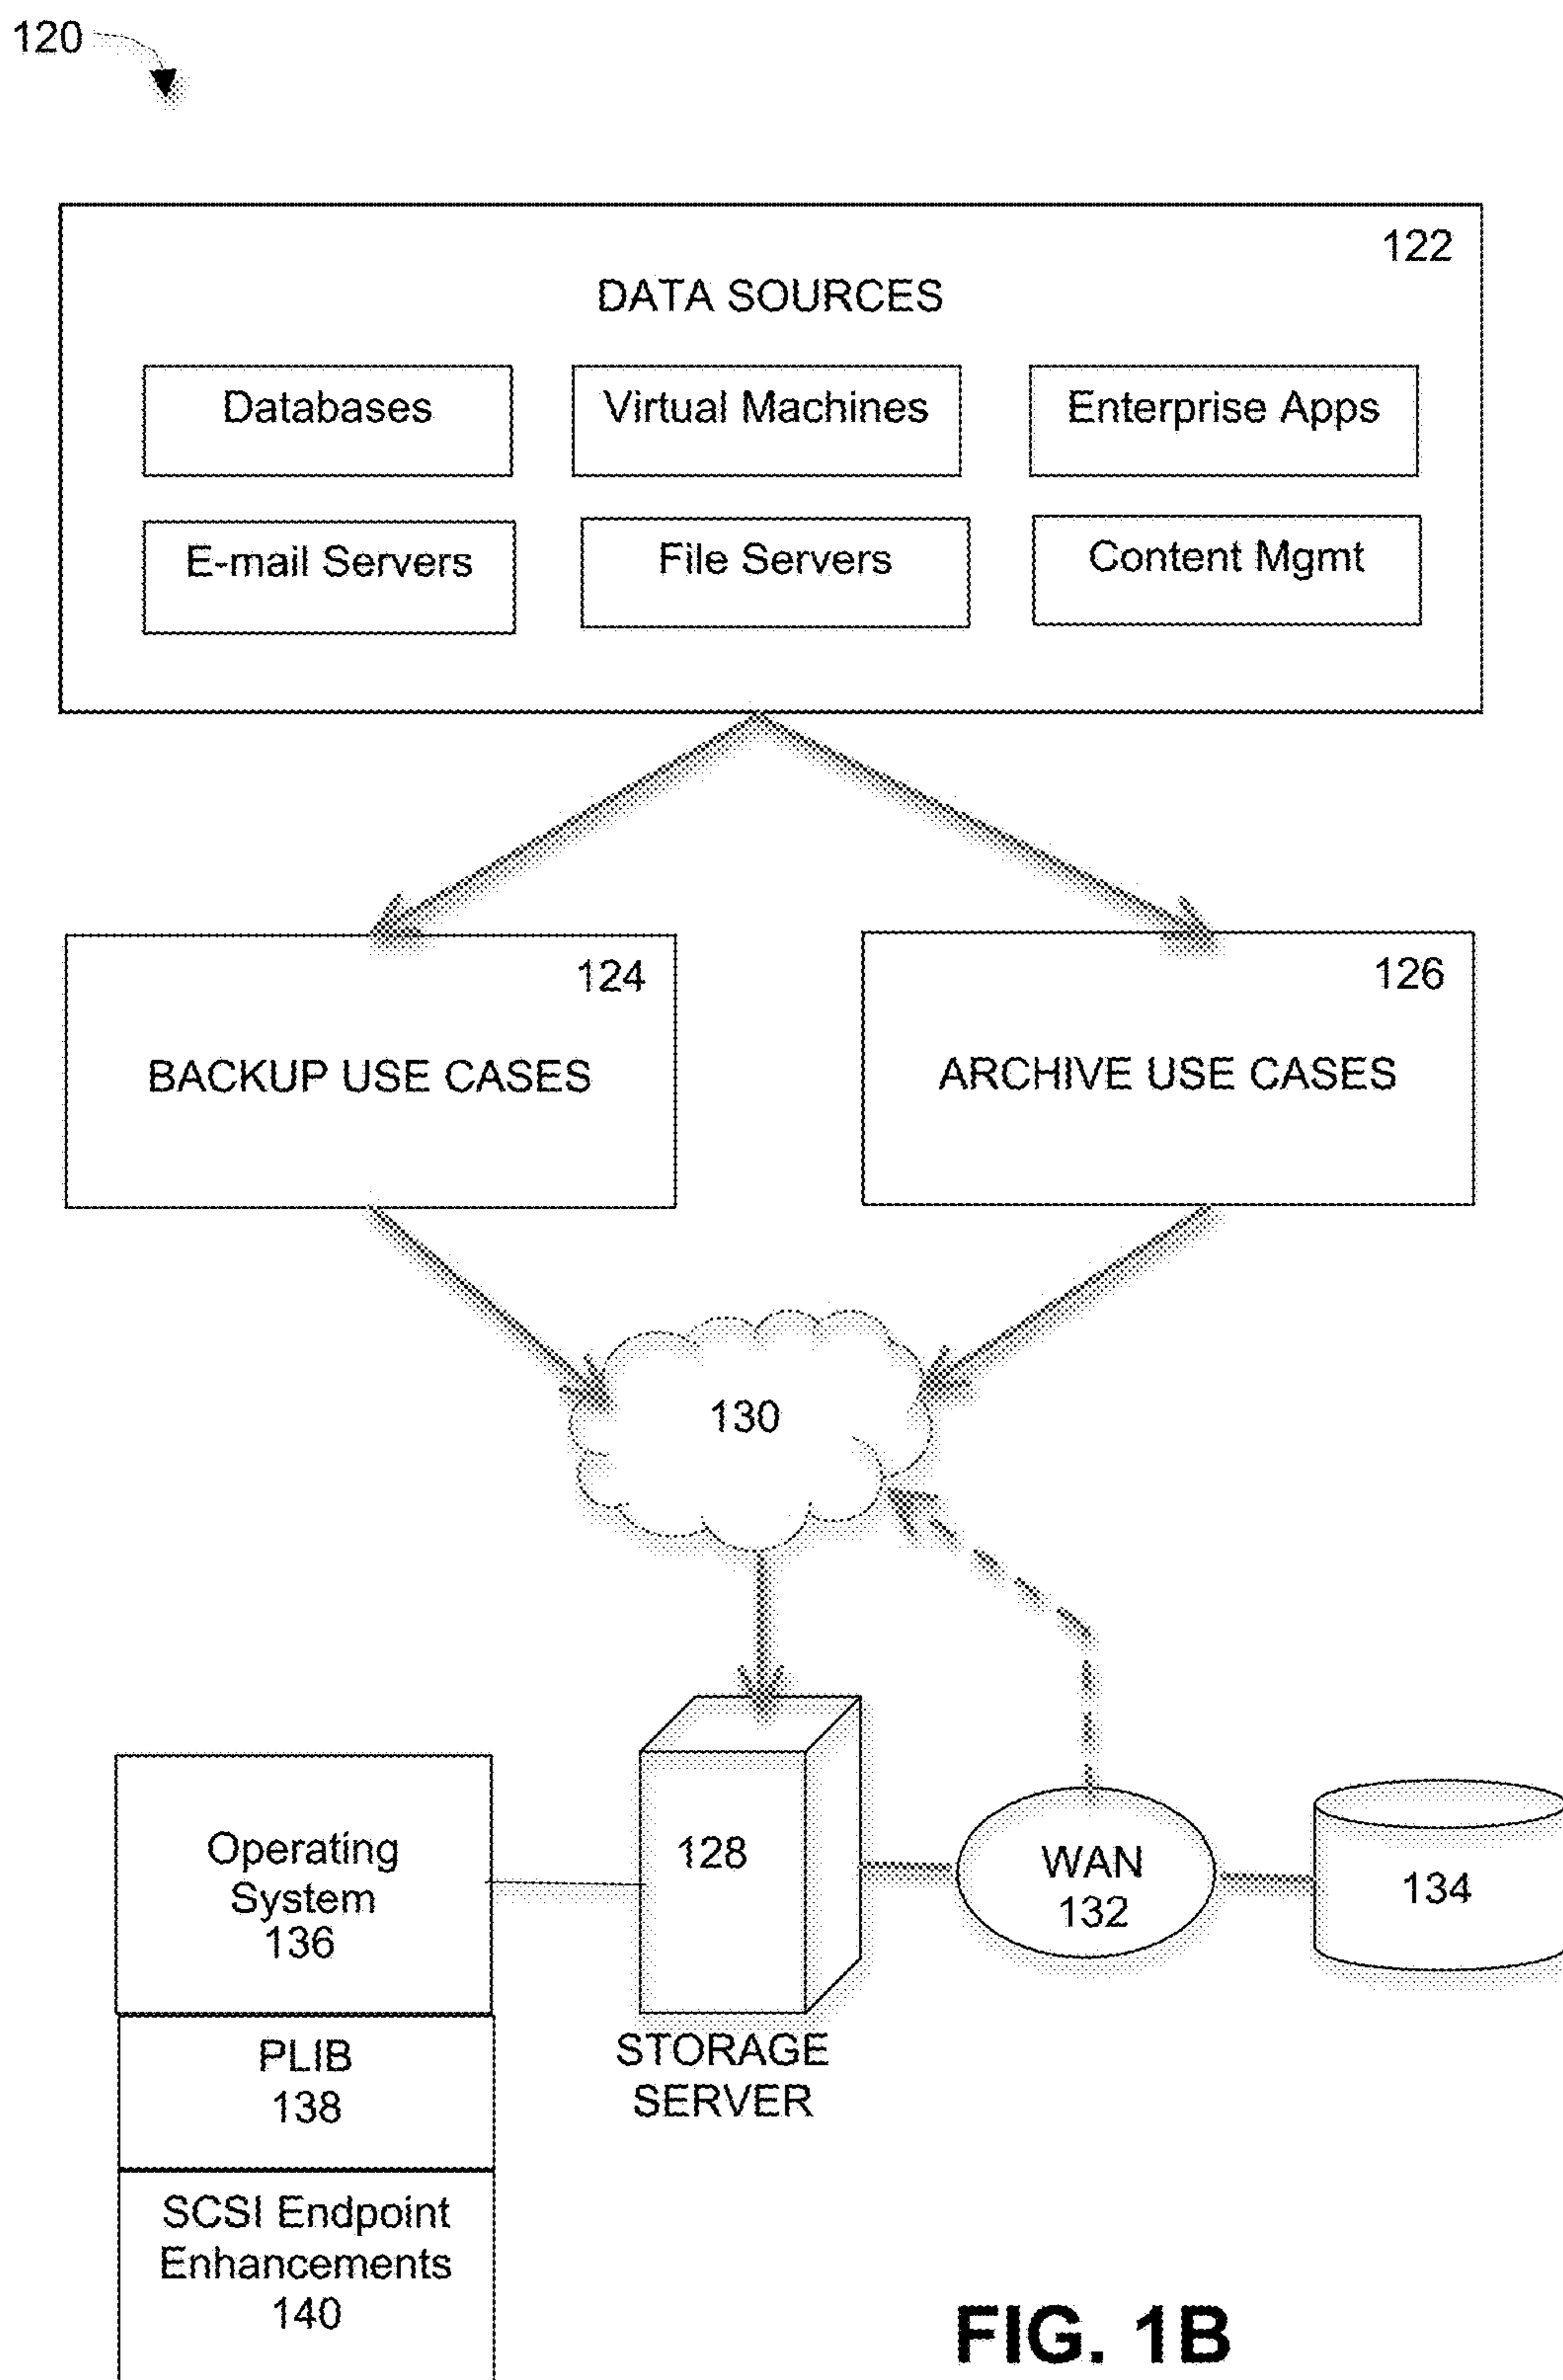 120
122
DATA SOURCES
Databases
Virtual Machines
Enterprise Apps
E-mail Servers
File Servers
Content Mgmt
124
BACKUP USE CASES
126
ARCHIVE USE CASES
130
Operating
System
136
128
STORAGE
SERVER
WAN
132
134
PLIB
138
SCSI Endpoint
Enhancements
140
FIG. 1B